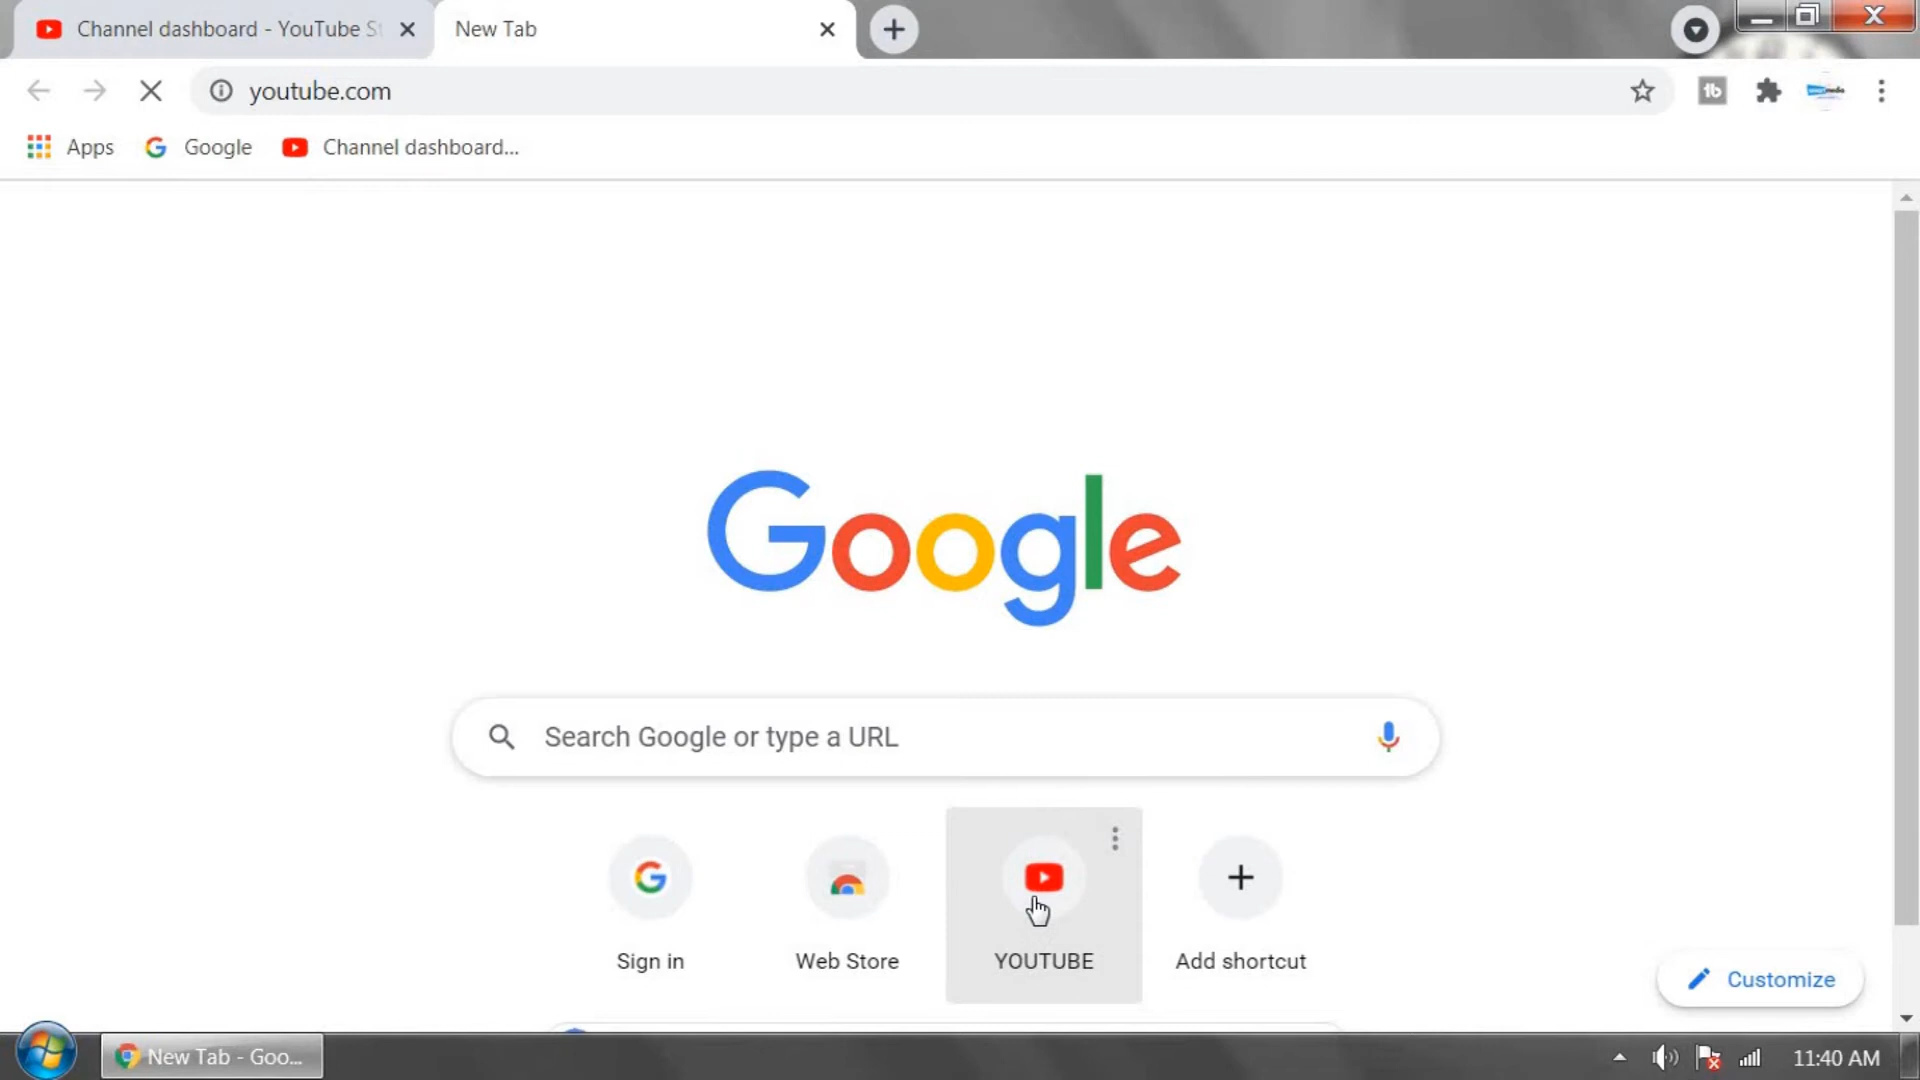 Channel dashboard - YouTube St
New Tab
youtube.com
Apps
Google
Channel dashboard...
Google
Search Google or type a URL
Sign in
Web Store
YOUTUBE
Add shortcut
Customize
New Tab - Goo...
11:40 AM